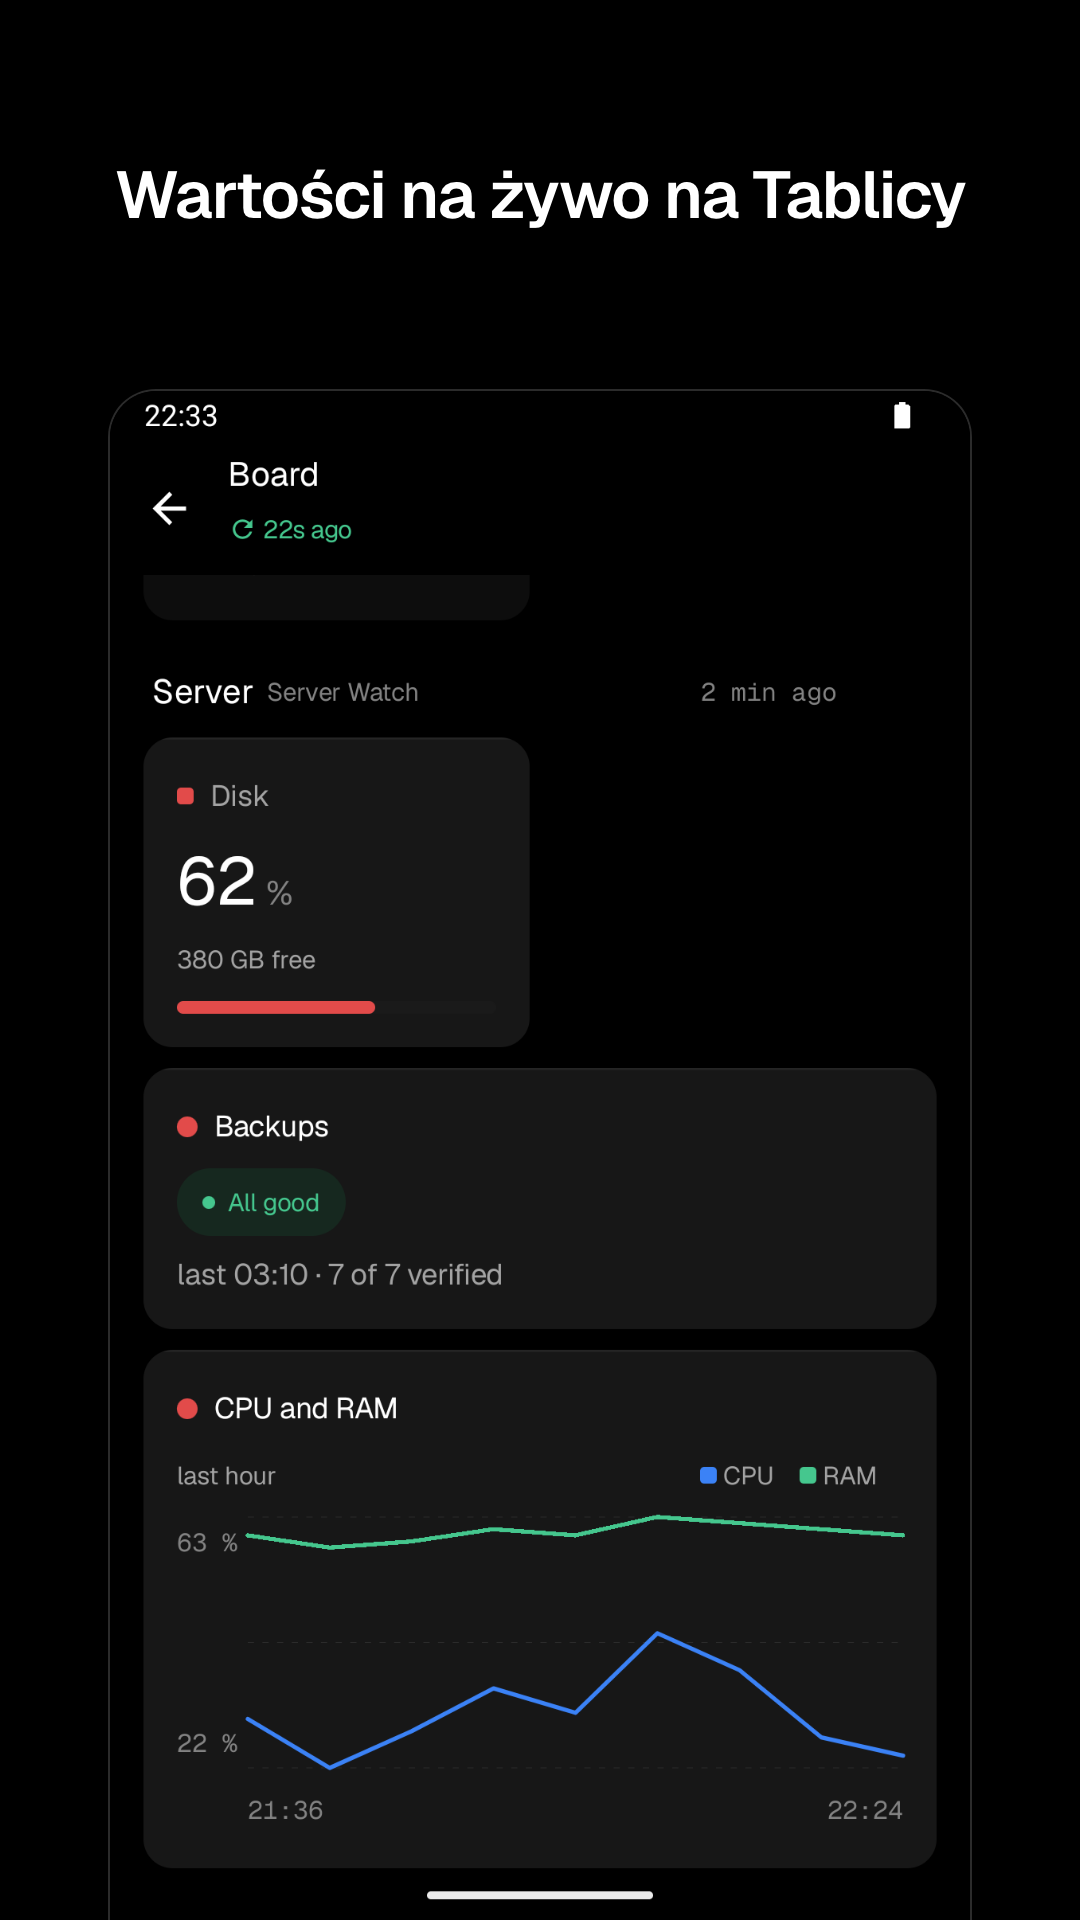 Wartości na żywo na Tablicy
22:33
Board
22s ago
Server Server Watch 2 min ago
Disk
62 %
380 GB free
Backups
All good
last 03:10 · 7 of 7 verified
CPU and RAM
last hour CPU RAM
63 %
22 %
21:36 22:24